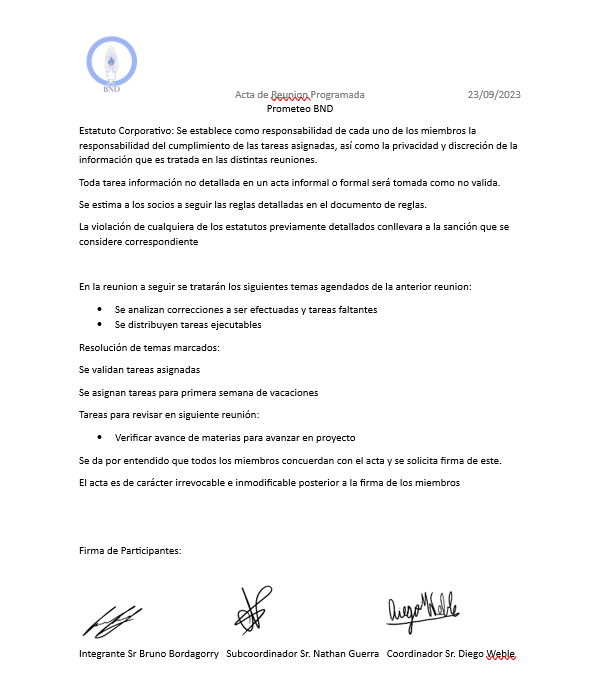 BND
Acta de Reunion Programada 23/09/2023
Prometeo BND
Estatuto Corporativo: Se establece como responsabilidad de cada uno de los miembros la
responsabilidad del cumplimiento de las tareas asignadas, así como la privacidad y discreción de la
información que es tratada en las distintas reuniones.
Toda tarea información no detallada en un acta informal o formal será tomada como no valida.
Se estima a los socios a seguir las reglas detalladas en el documento de reglas.
La violación de cualquiera de los estatutos previamente detallados conllevara a la sanción que se
considere correspondiente
En la reunion a seguir se tratarán los siguientes temas agendados de la anterior reunion:
• Se analizan correcciones a ser efectuadas y tareas faltantes
• Se distribuyen tareas ejecutables
Resolución de temas marcados:
Se validan tareas asignadas
Se asignan tareas para primera semana de vacaciones
Tareas para revisar en siguiente reunión:
• Verificar avance de materias para avanzar en proyecto
Se da por entendido que todos los miembros concuerdan con el acta y se solicita firma de este.
El acta es de carácter irrevocable e inmodificable posterior a la firma de los miembros
Firma de Participantes:
Diego Weble
Integrante Sr Bruno Bordagorry Subcoordinador Sr. Nathan Guerra Coordinador Sr. Diego Weble